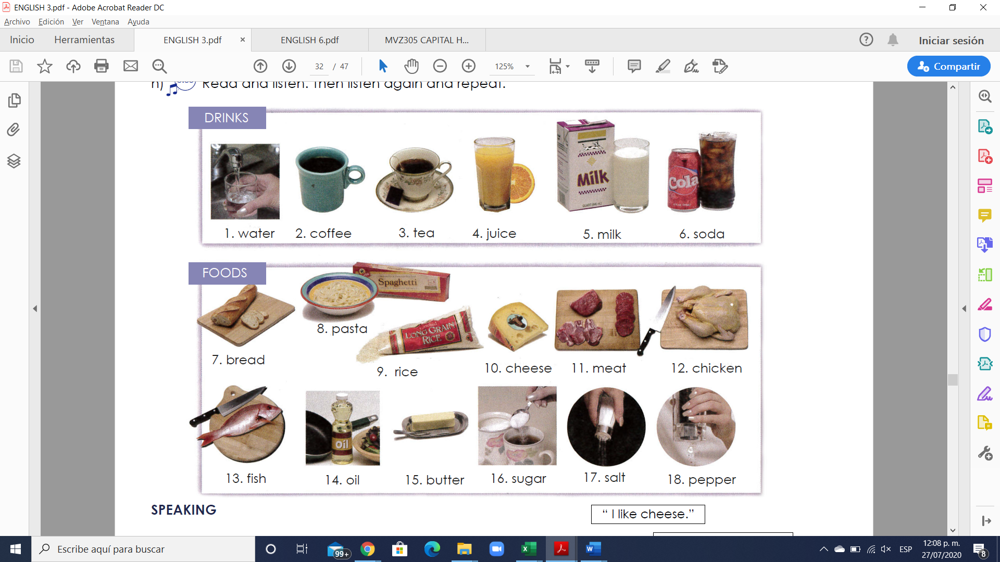 ENGLISH 3.pdf - Adobe Acrobat Reader DC
Archivo Edición Ver Ventana Ayuda
Inicio Herramientas ENGLISH 3.pdf × ENGLISH 6.pdf MVZ305 CAPITAL H... Iniciar sesión
32 / 47 125% Compartir
h) Read and listen. Then listen again and repeat.
DRINKS
Milk
Cola
1. water 2. coffee 3. tea 4. juice 5. milk 6. soda
FOODS
Spaghetti
8. pasta
LONG GRAIN
RICE
7. bread
9. rice
10. cheese 11. meat 12. chicken
Oil
13. fish 14. oil 15. butter 16. sugar 17. salt 18. pepper
SPEAKING
“ I like cheese.”
Escribe aquí para buscar
99+
ESP
12:08 p. m.
27/07/2020
8